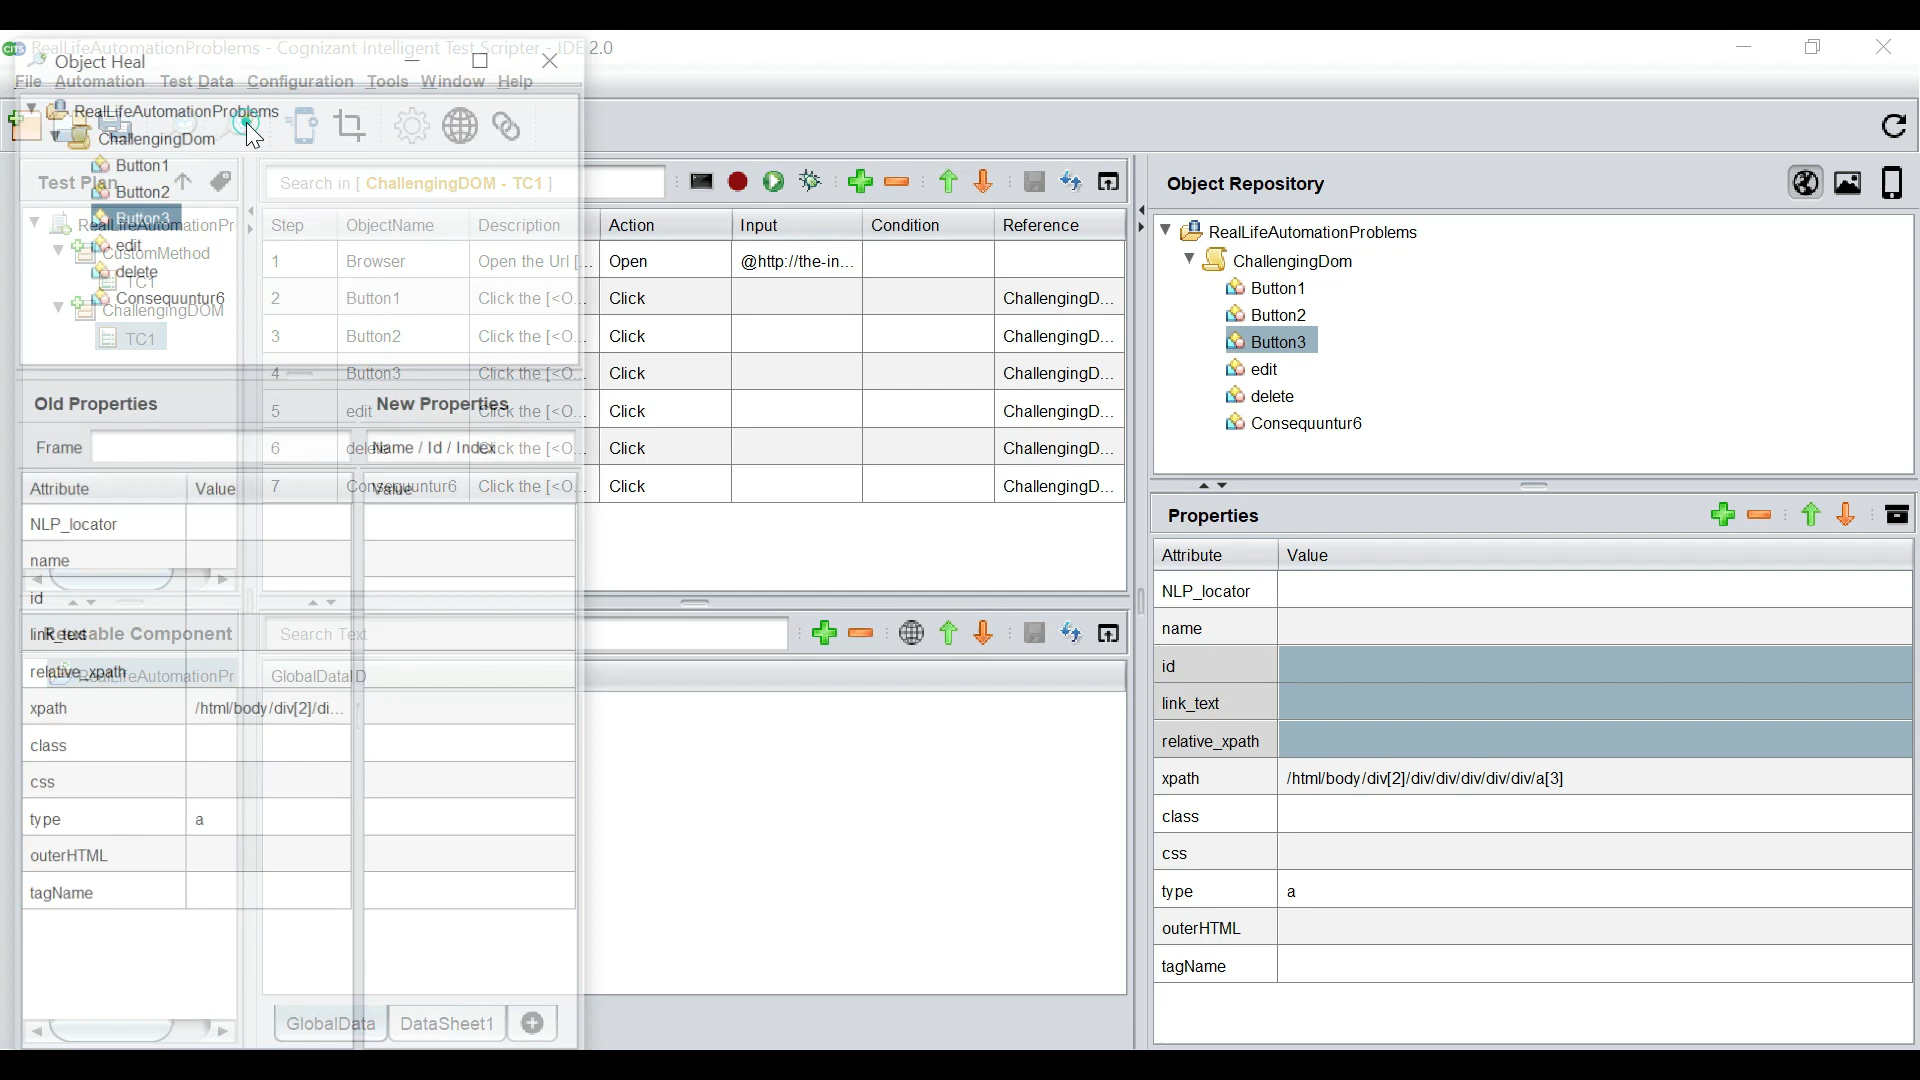 RealLifeAutomationProblems - Cognizant Intelligent Test Scripter - IDE 2.0
Object Heal
File Automation Test Data Configuration Tools Window Help
RealLifeAutomationProblems
ChallengingDom
Button1
Button2
Button3
edit
delete
Consequuntur6
Test Plan
RealLifeAutomationPr
CustomMethod
TC1
ChallengingDOM
TC1
Search in [ ChallengingDOM - TC1 ]
Step ObjectName Description Action Input Condition Reference
1 Browser Open the Url [... Open @http://the-in...
2 Button1 Click the [<O... Click ChallengingD...
3 Button2 Click the [<O... Click ChallengingD...
4 Button3 Click the [<O... Click ChallengingD...
5 edit Click the [<O... Click ChallengingD...
6 delete Click the [<O... Click ChallengingD...
7 Consequuntur6 Click the [<O... Click ChallengingD...
Old Properties
New Properties
Frame
Name / Id / Index
Attribute Value
Value
NLP_locator
name
id
link_text
relative_xpath
xpath /html/body/div[2]/di...
class
css
type a
outerHTML
tagName
Reusable Component
RealLifeAutomationPr
Search Text
GlobalDataID
GlobalData DataSheet1
Object Repository
RealLifeAutomationProblems
ChallengingDom
Button1
Button2
Button3
edit
delete
Consequuntur6
Properties
Attribute Value
NLP_locator
name
id
link_text
relative_xpath
xpath /html/body/div[2]/div/div/div/div/div/a[3]
class
css
type a
outerHTML
tagName